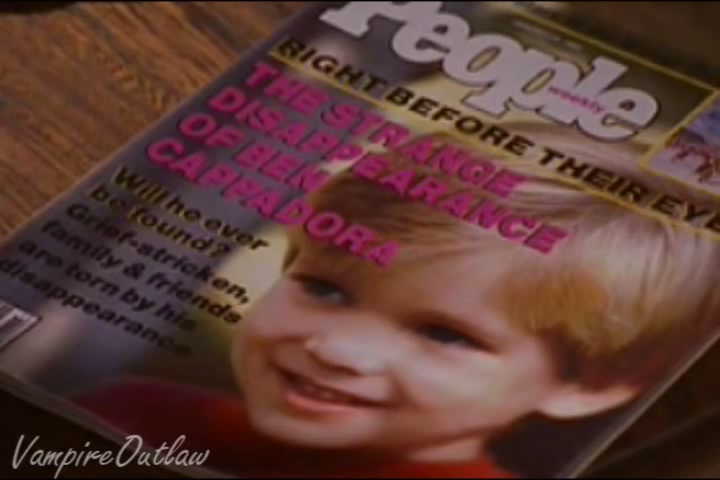 People
weekly
RIGHT BEFORE THEIR EYE
THE STRANGE
DISAPPEARANCE
OF BEN
CAPPADORA
Will he ever
be found?
Grief-stricken,
family & friends
are torn by his
disappearance
VampireOutlaw